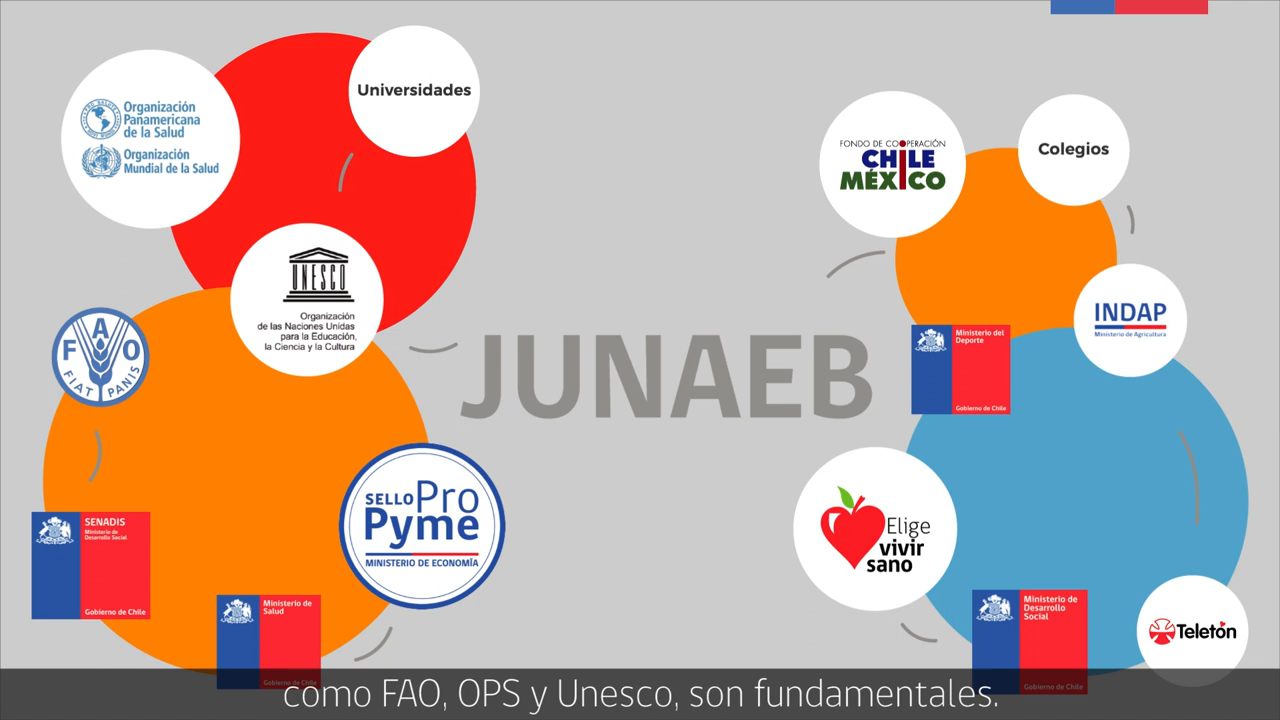 Organización
Panamericana
de la Salud
Organización
Mundial de la Salud
Universidades
UNESCO
Organización
de las Naciones Unidas
para la Educación,
la Ciencia y la Cultura
FAO
FIAT PANIS
SENADIS
Ministerio de
Desarrollo Social
Gobierno de Chile
Ministerio de
Salud
Gobierno de Chile
SELLO Pro
Pyme
MINISTERIO DE ECONOMÍA
JUNAEB
FONDO DE COOPERACIÓN
CHILE
MÉXICO
Colegios
INDAP
Ministerio de Agricultura
Ministerio del
Deporte
Gobierno de Chile
Elige
vivir
sano
Ministerio de
Desarrollo
Social
Gobierno de Chile
Teletón
como FAO, OPS y Unesco, son fundamentales.